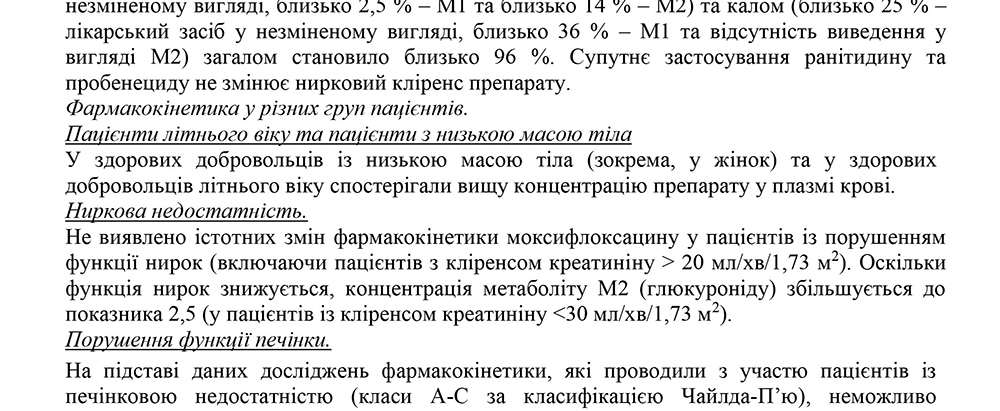 незміненому вигляді, близько 2,5 % – М1 та близько 14 % – М2) та калом (близько 25 % –
лікарський засіб у незміненому вигляді, близько 36 % – М1 та відсутність виведення у
вигляді М2) загалом становило близько 96 %. Супутнє застосування ранітидину та
пробенециду не змінює нирковий кліренс препарату.
Фармакокінетика у різних груп пацієнтів.
Пацієнти літнього віку та пацієнти з низькою масою тіла
У здорових добровольців із низькою масою тіла (зокрема, у жінок) та у здорових
добровольців літнього віку спостерігали вищу концентрацію препарату у плазмі крові.
Ниркова недостатність.
Не виявлено істотних змін фармакокінетики моксифлоксацину у пацієнтів із порушенням
функції нирок (включаючи пацієнтів з кліренсом креатиніну > 20 мл/хв/1,73 м²). Оскільки
функція нирок знижується, концентрація метаболіту М2 (глюкуроніду) збільшується до
показника 2,5 (у пацієнтів із кліренсом креатиніну <30 мл/хв/1,73 м²).
Порушення функції печінки.
На підставі даних досліджень фармакокінетики, які проводили з участю пацієнтів із
печінковою недостатністю (класи А-С за класифікацією Чайлда-П’ю), неможливо